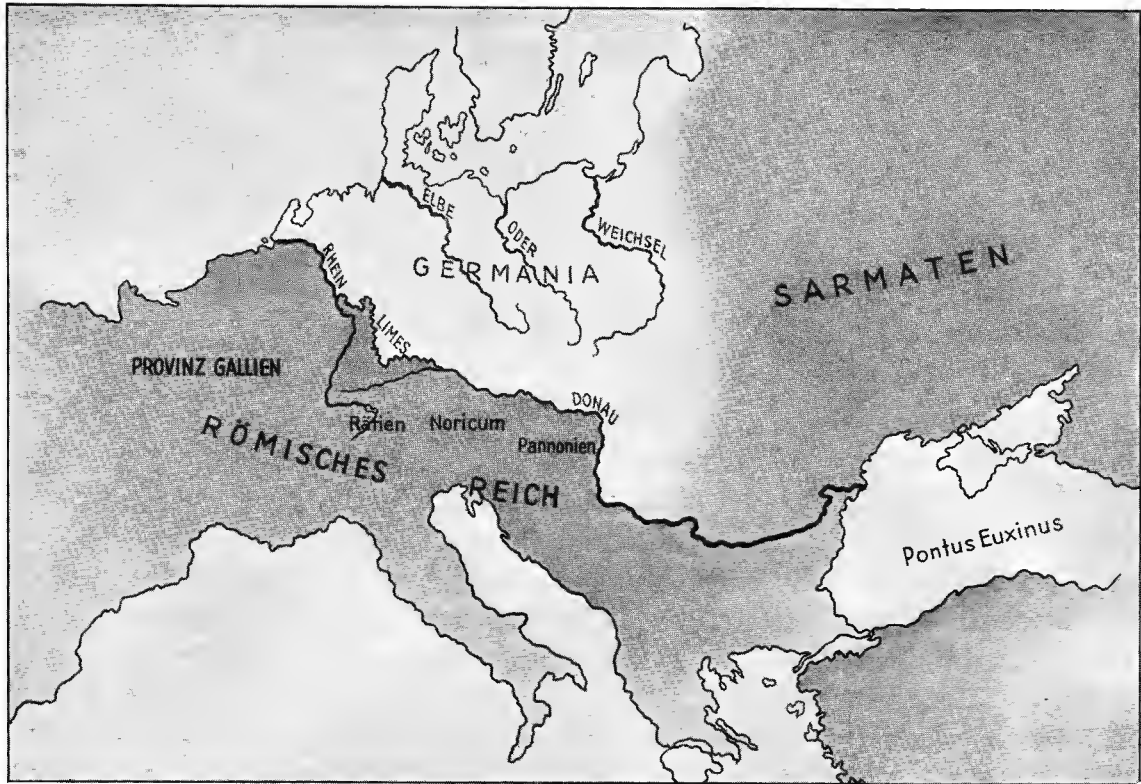 ELBE
ODER
WEICHSEL
RHEIN
GERMANIA
SARMATEN
LIMES
PROVINZ GALLIEN
DONAU
Rätien
Noricum
Pannonien
RÖMISCHES
REICH
Pontus Euxinus